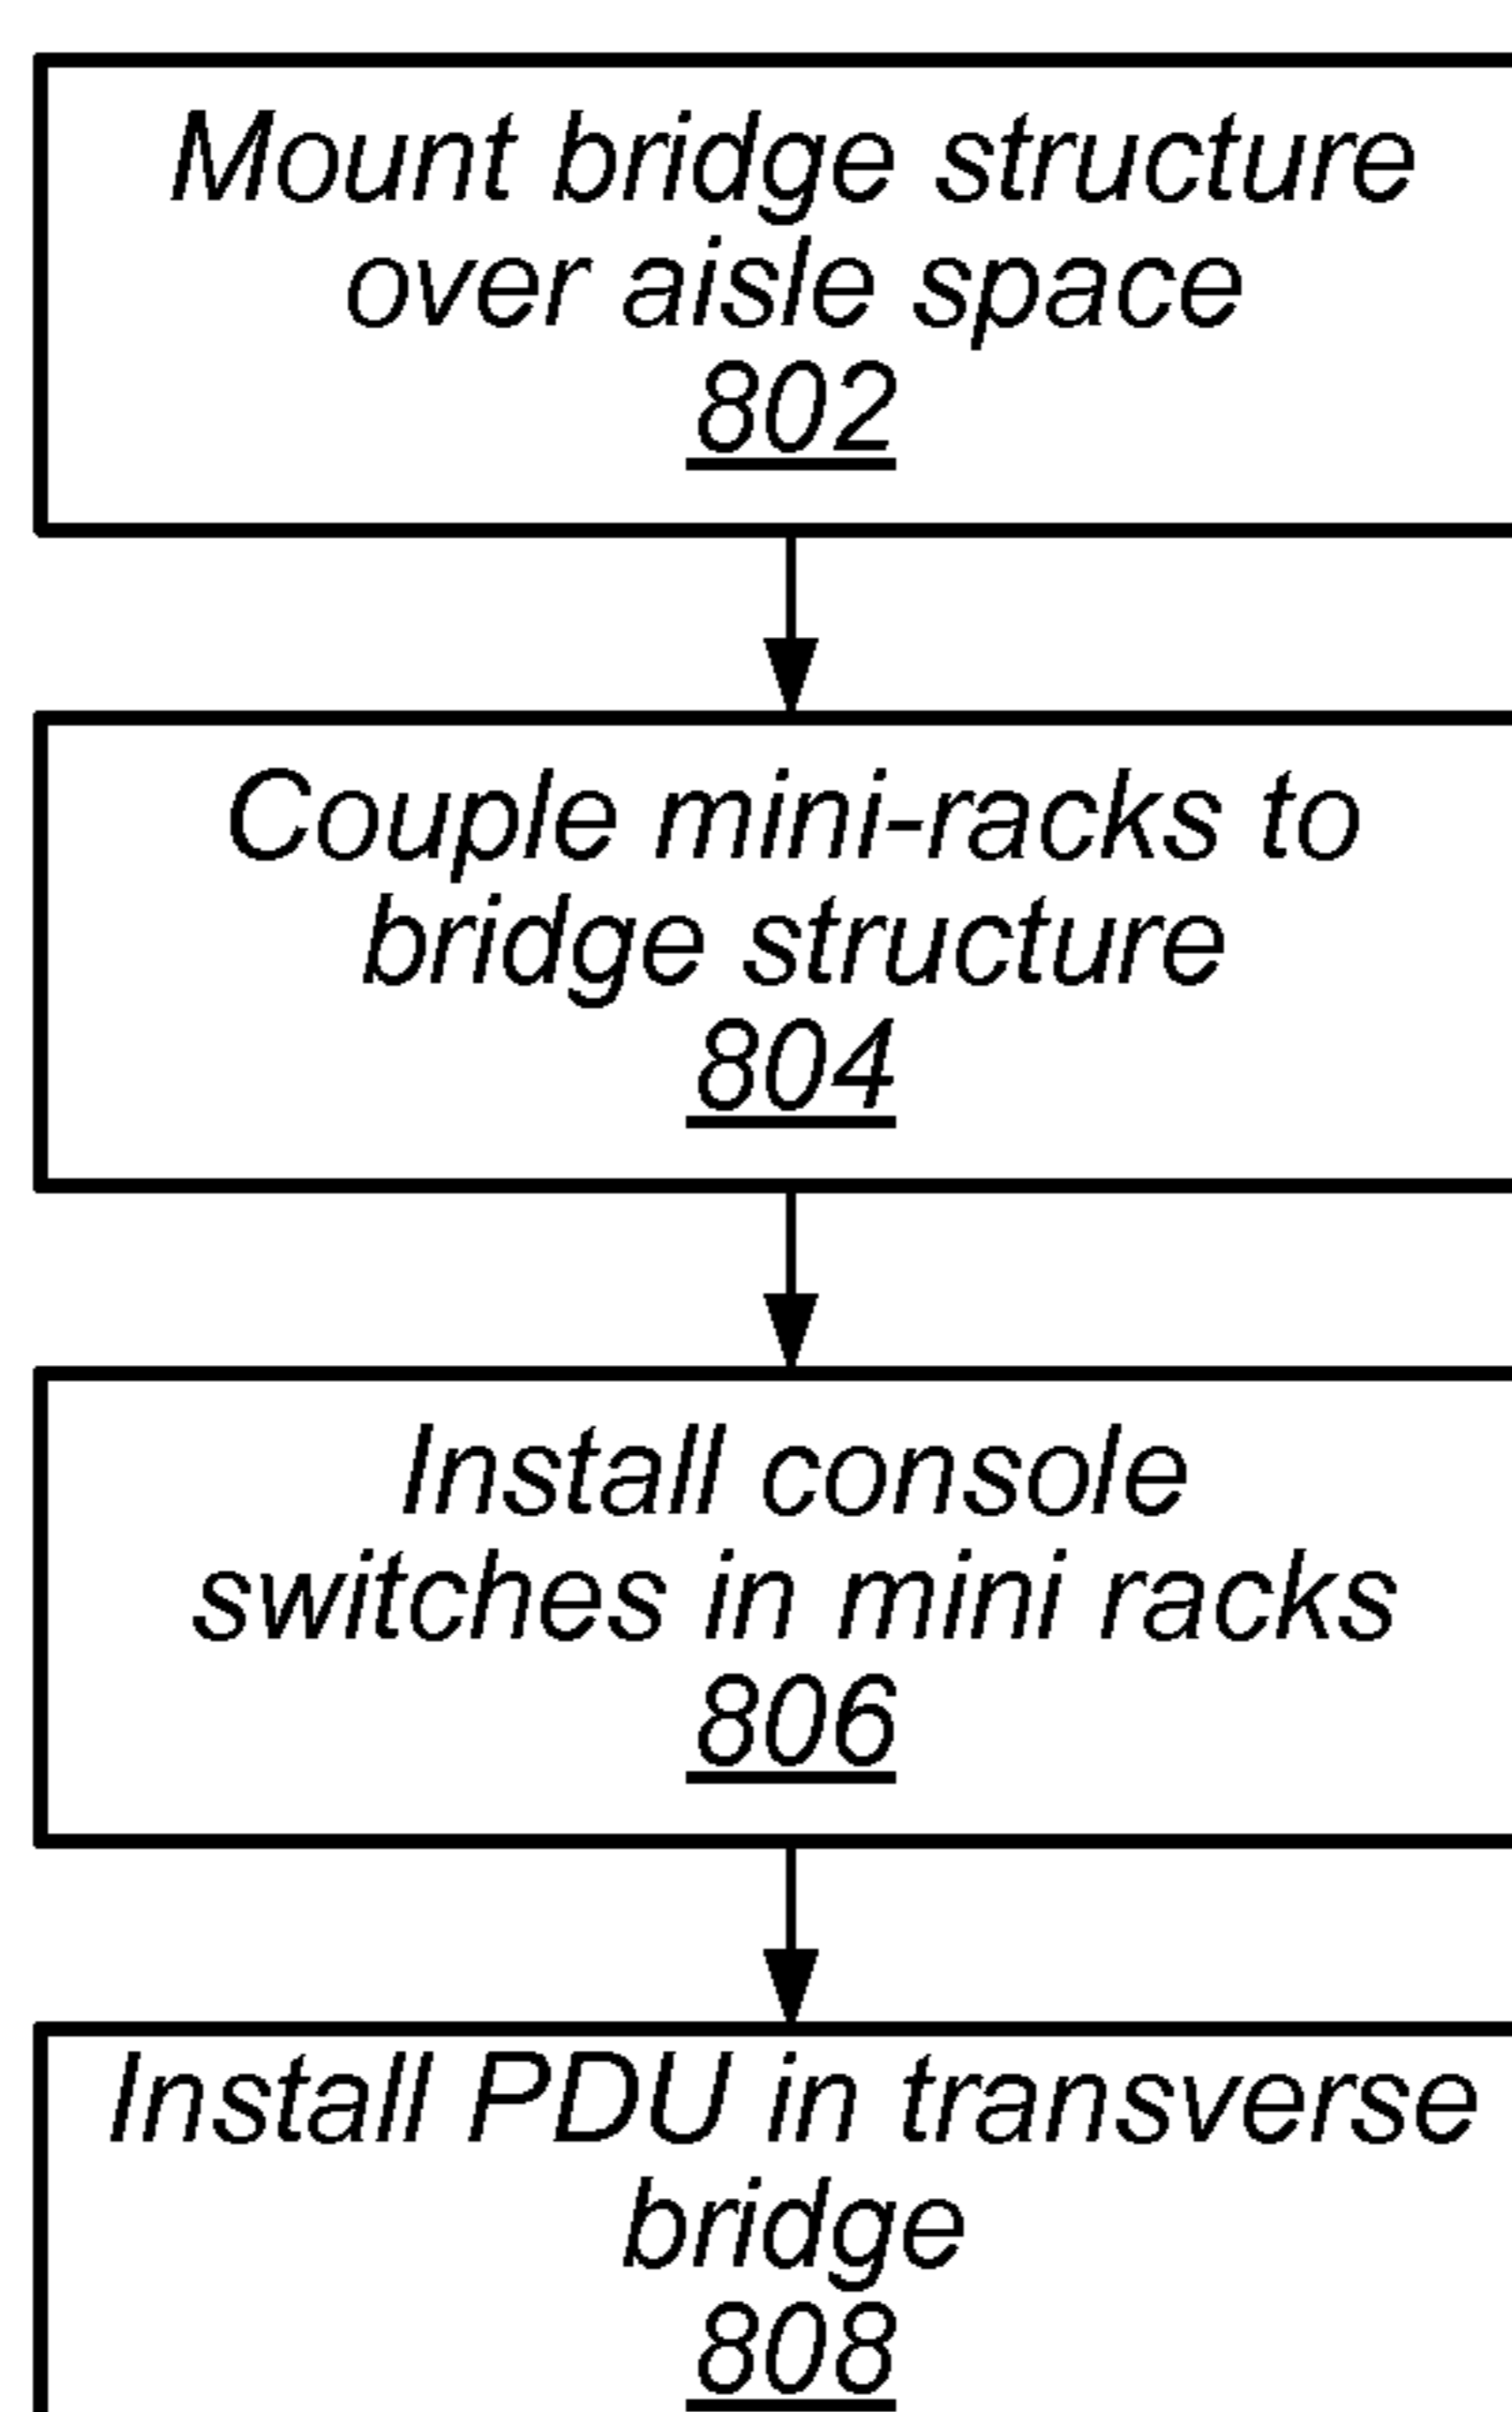 Mount bridge structure
over aisle space
802
Couple mini-racks to
bridge structure
804
Install console
switches in mini racks
806
Install PDU in transverse
bridge
808